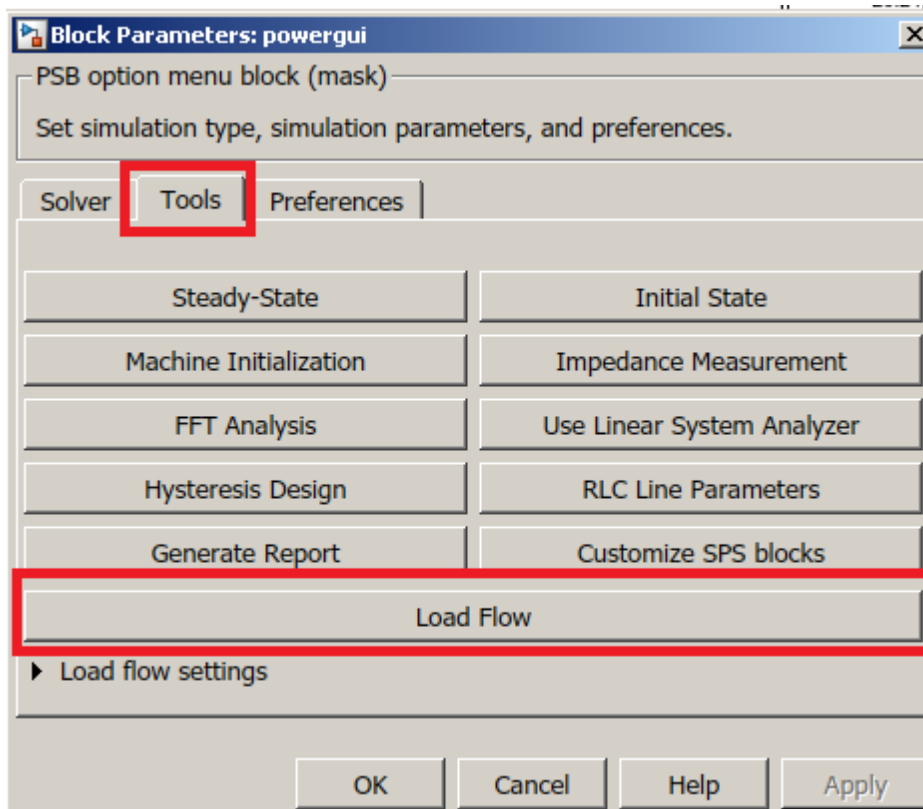 Block Parameters: powergui
PSB option menu block (mask)
Set simulation type, simulation parameters, and preferences.
Solver Tools Preferences
Steady-State Initial State
Machine Initialization Impedance Measurement
FFT Analysis Use Linear System Analyzer
Hysteresis Design RLC Line Parameters
Generate Report Customize SPS blocks
Load Flow
Load flow settings
OK Cancel Help Apply